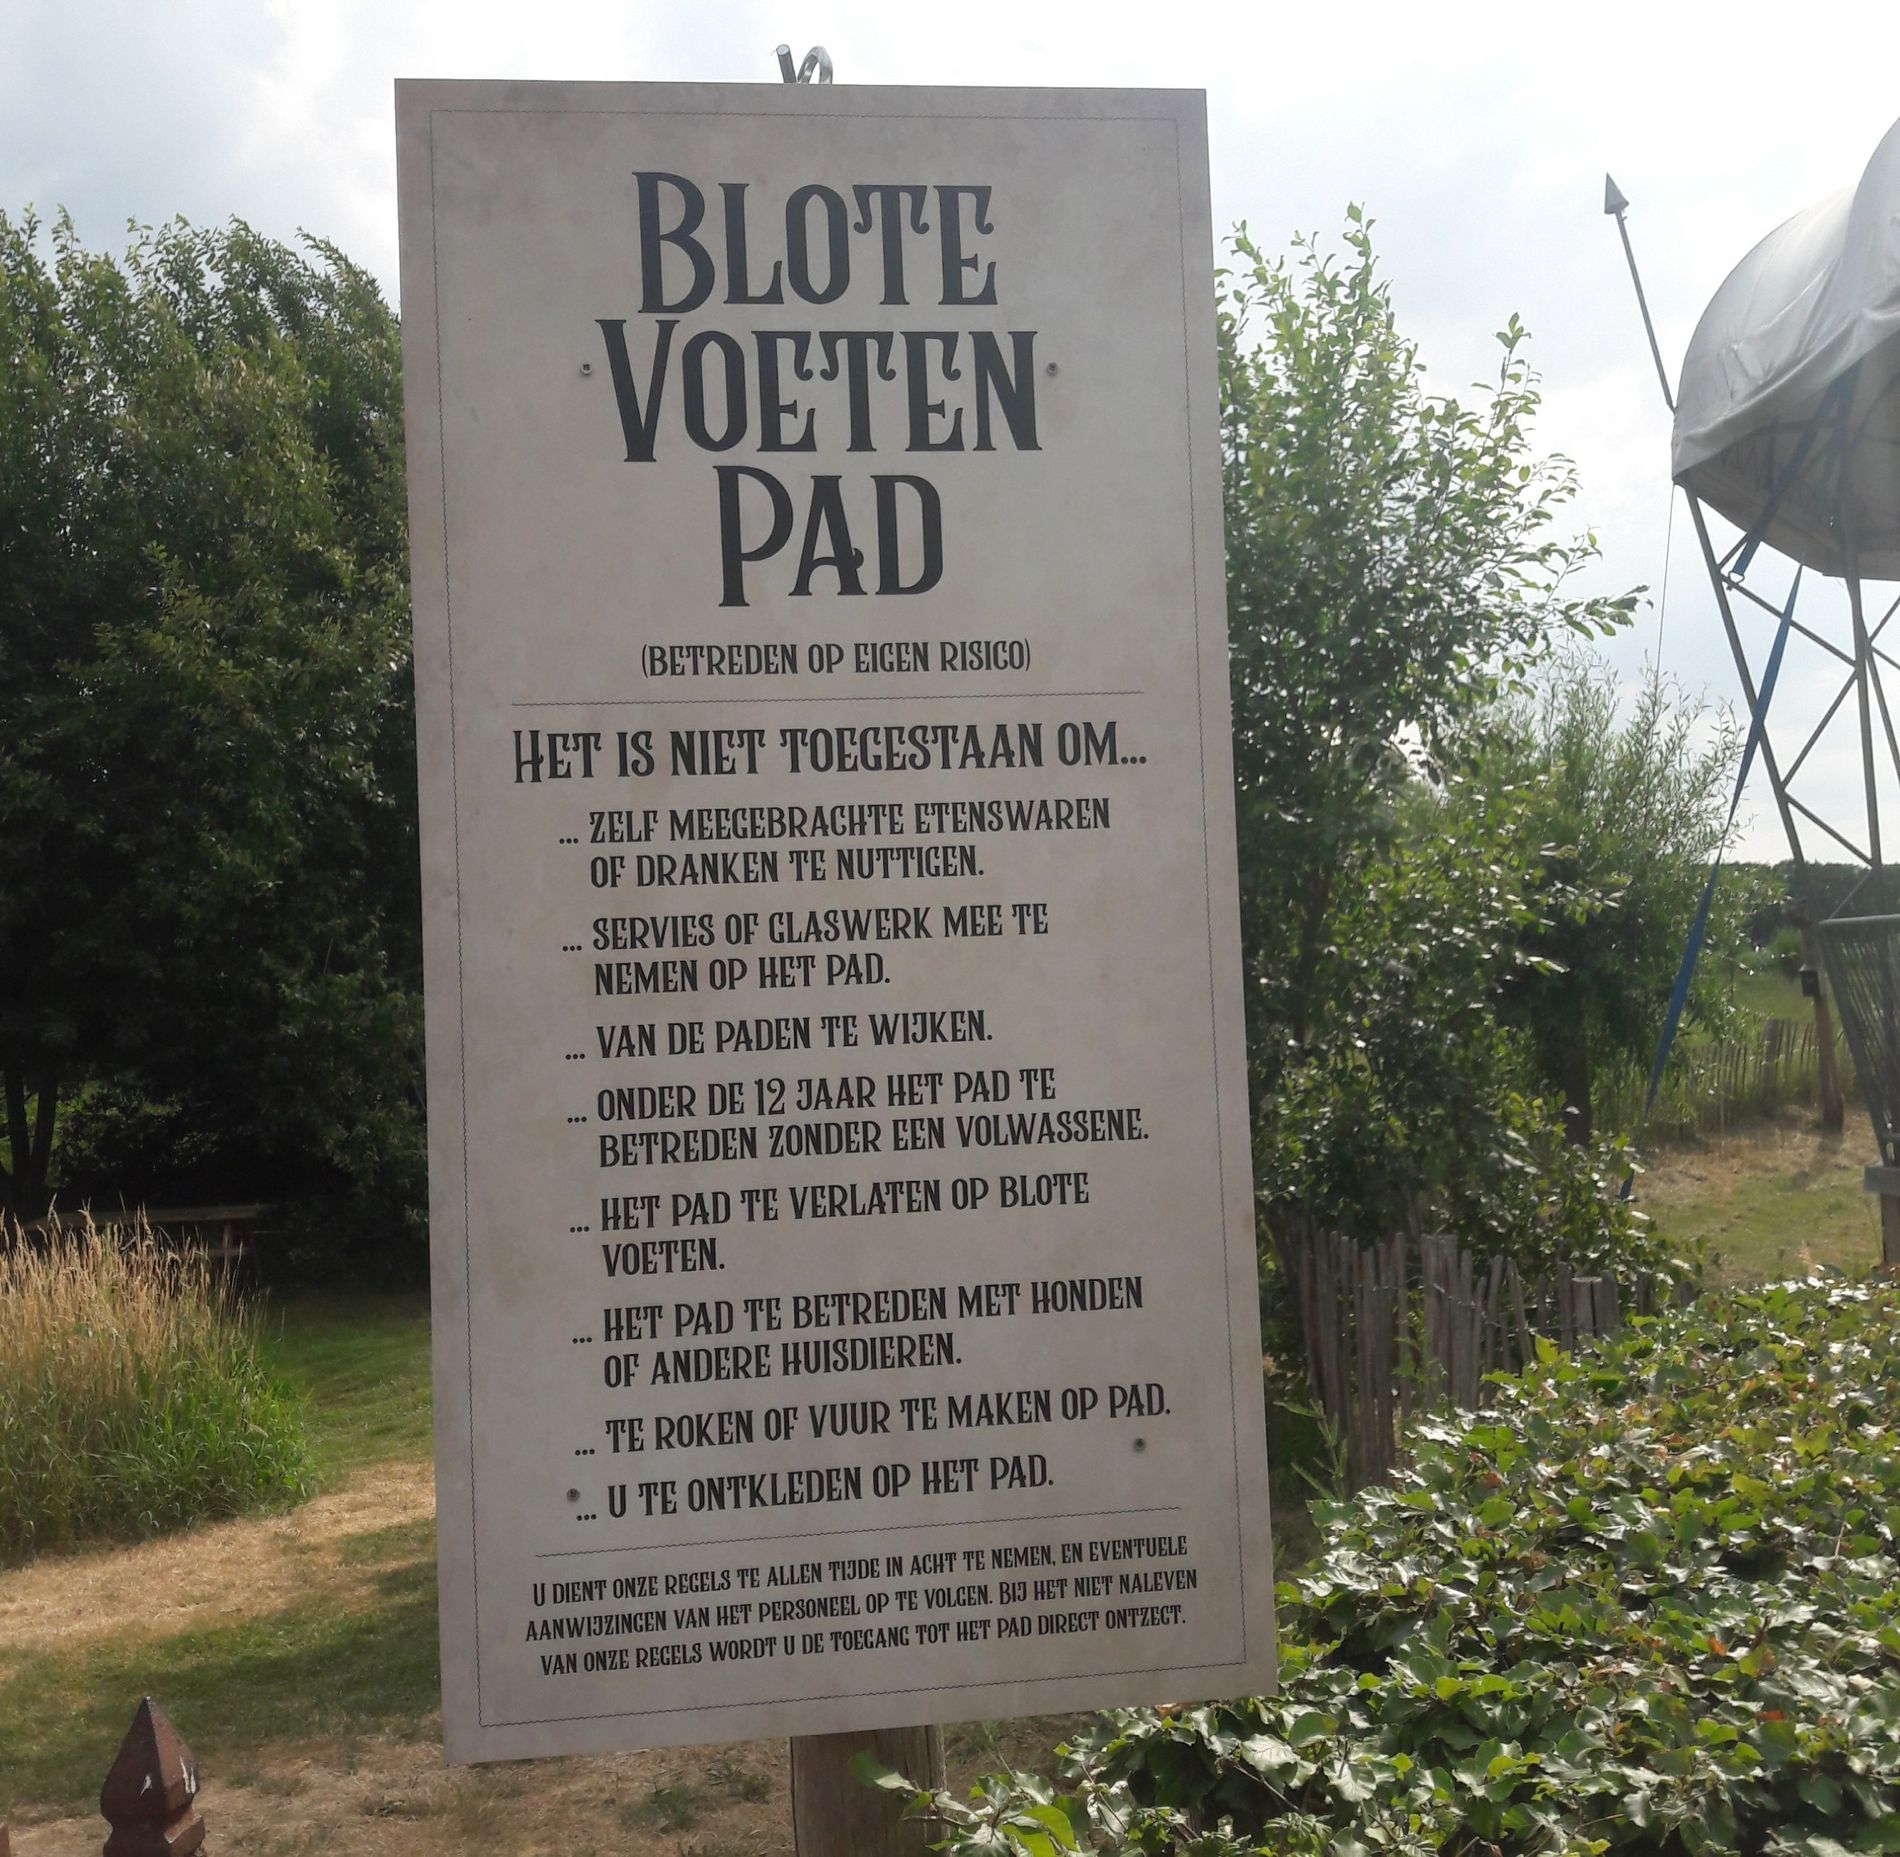 BLOTE
VOETEN
PAD
(BETREDEN OP EIGEN RISICO)
HET IS NIET TOEGESTAAN OM...
... ZELF MEEGEBRACHTE ETENSWAREN
OF DRANKEN TE NUTTIGEN.
... SERVIES OF GLASWERK MEE TE
NEMEN OP HET PAD.
... VAN DE PADEN TE WIJKEN.
... ONDER DE 12 JAAR HET PAD TE
BETREDEN ZONDER EEN VOLWASSENE.
... HET PAD TE VERLATEN OP BLOTE
VOETEN.
... HET PAD TE BETREDEN MET HONDEN
OF ANDERE HUISDIEREN.
... TE ROKEN OF VUUR TE MAKEN OP PAD.
... U TE ONTKLEDEN OP HET PAD.
U DIENT ONZE REGELS TE ALLEN TIJDE IN ACHT TE NEMEN, EN EVENTUELE
AANWIJZINGEN VAN HET PERSONEEL OP TE VOLGEN. BIJ HET NIET NALEVEN
VAN ONZE REGELS WORDT U DE TOEGANG TOT HET PAD DIRECT ONTZEGT.